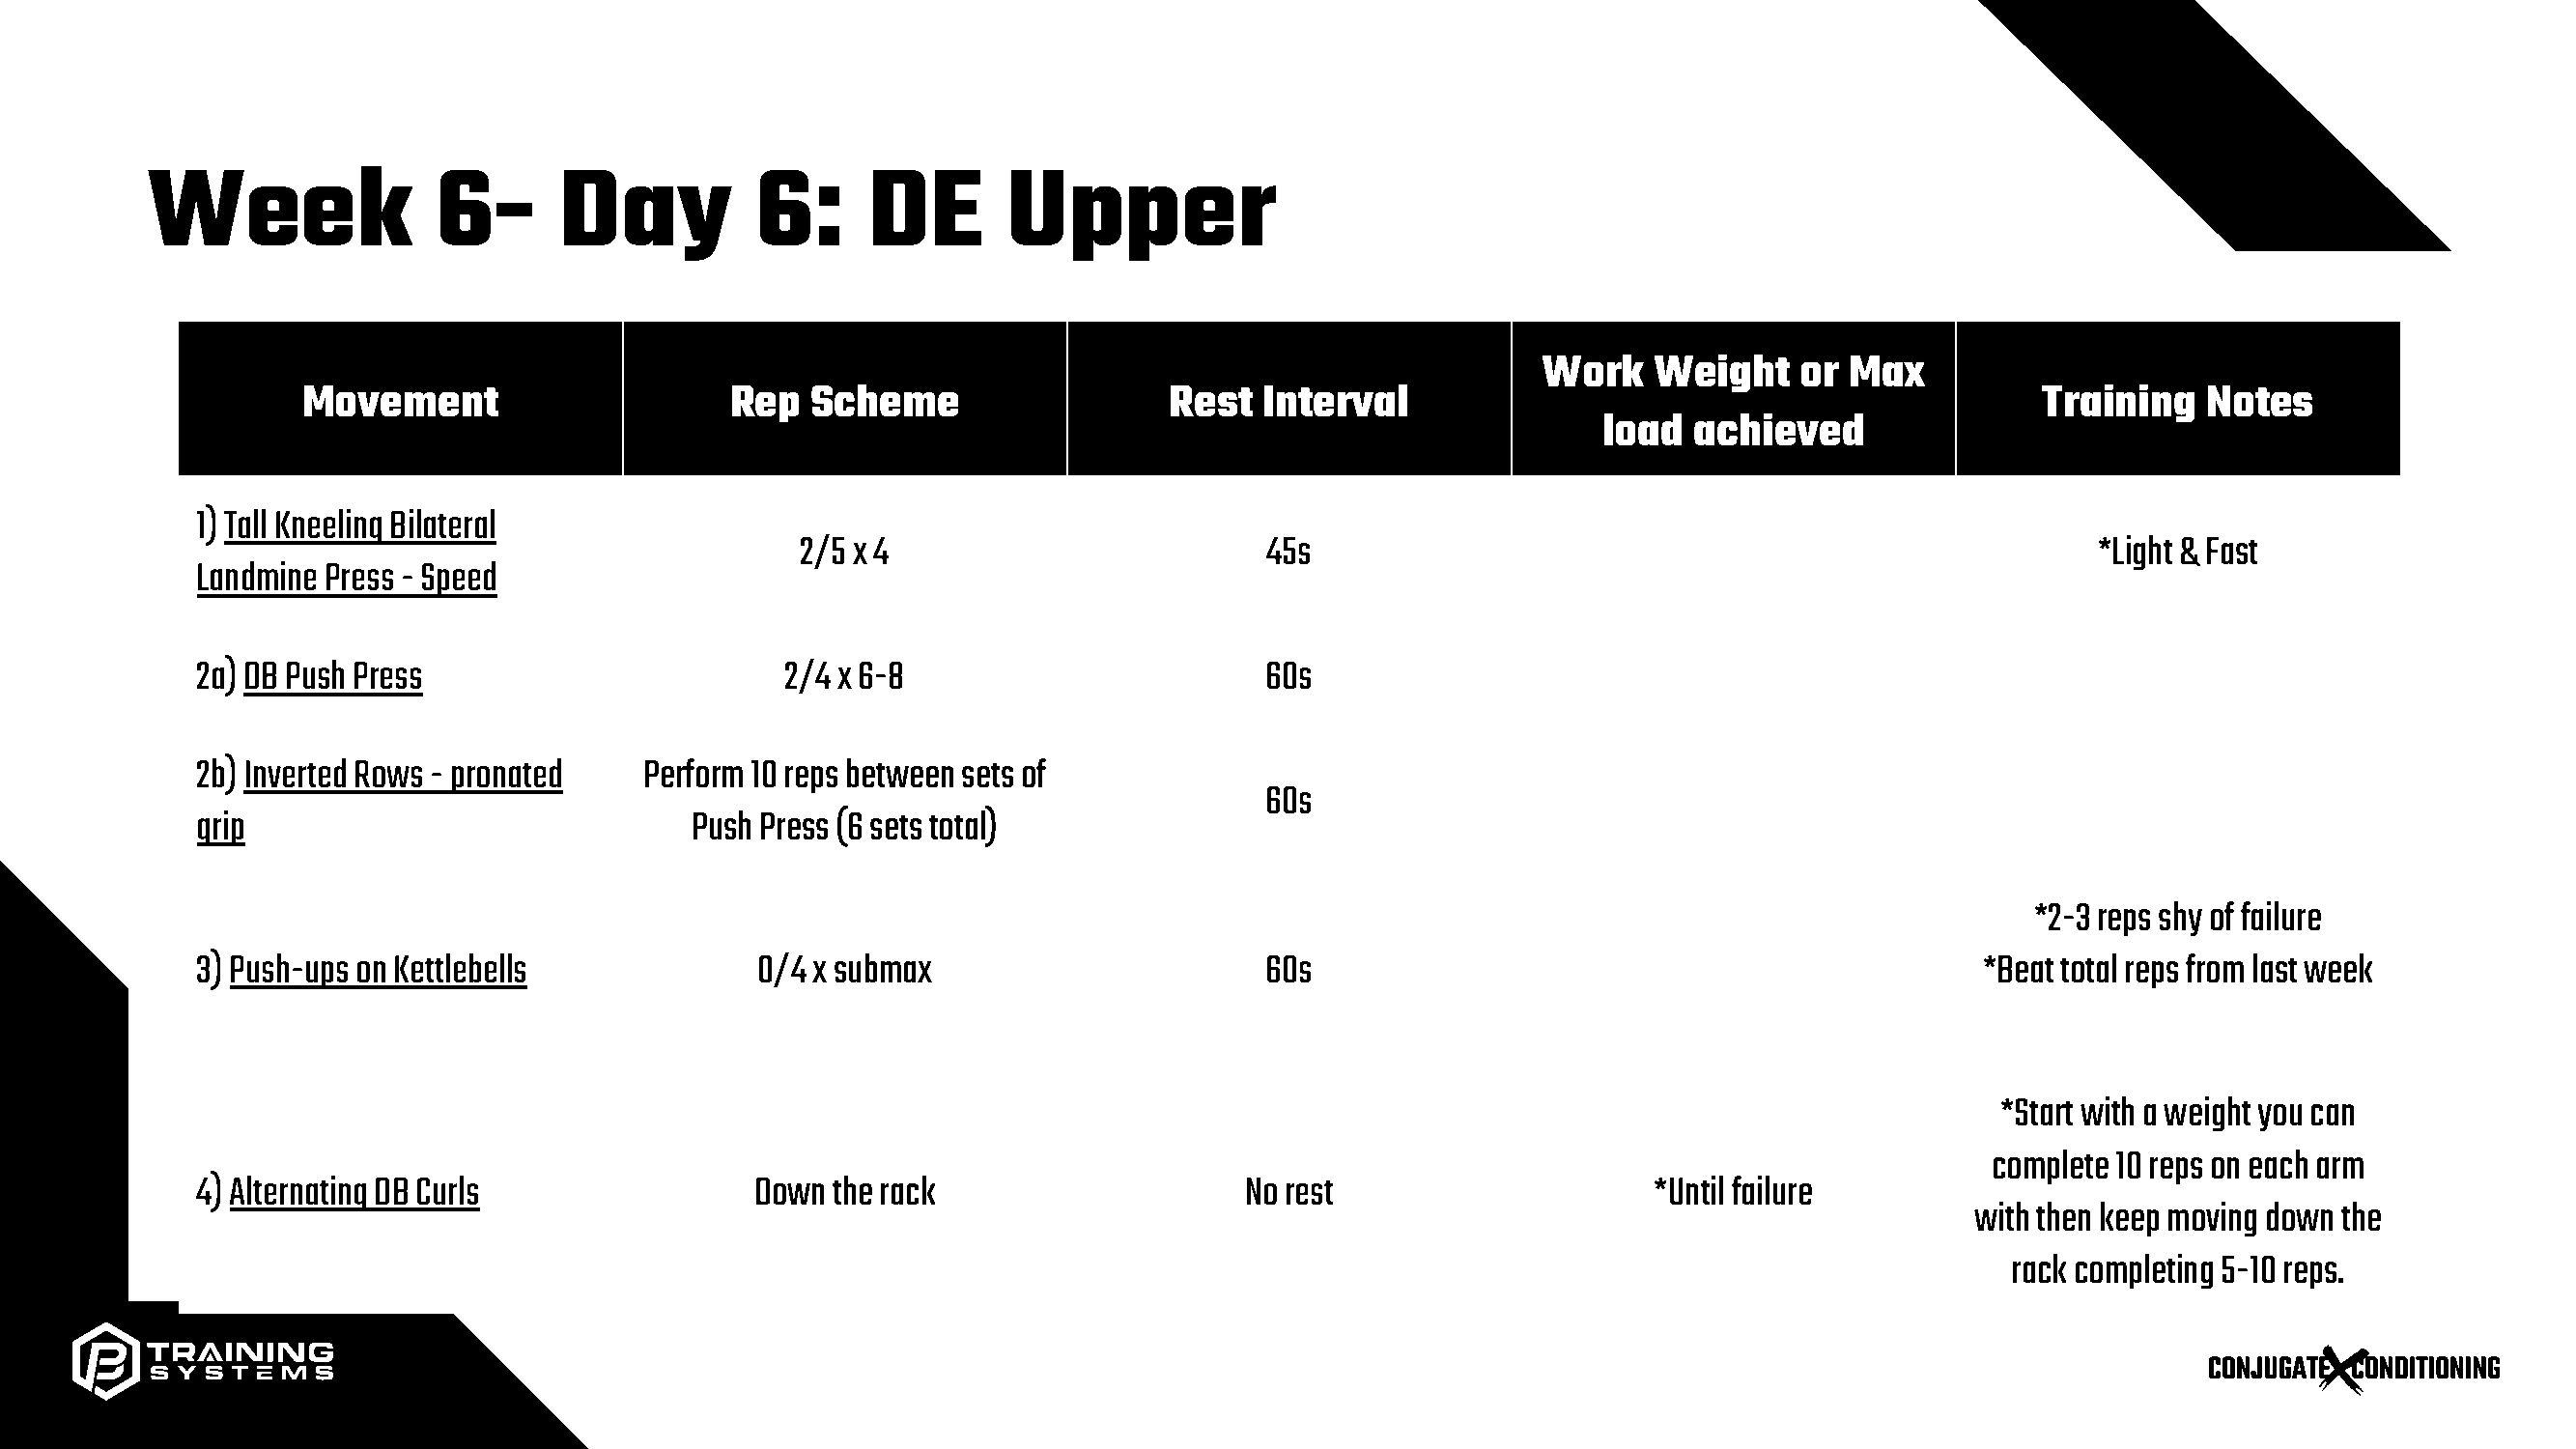 Week 6- Day 6: DE Upper
Movement
Rep Scheme
Rest Interval
Work Weight or Max
load achieved
Training Notes
1) Tall Kneeling Bilateral
Landmine Press - Speed
2/5 x 4
45s
*Light & Fast
2a) DB Push Press
2/4 x 6-8
60s
2b) Inverted Rows - pronated
grip
Perform 10 reps between sets of
Push Press (6 sets total)
60s
3) Push-ups on Kettlebells
0/4 x submax
60s
*2-3 reps shy of failure
*Beat total reps from last week
4) Alternating DB Curls
Down the rack
No rest
*Until failure
*Start with a weight you can
complete 10 reps on each arm
with then keep moving down the
rack completing 5-10 reps.
TRAINING
SYSTEMS
CONJUGATE X CONDITIONING